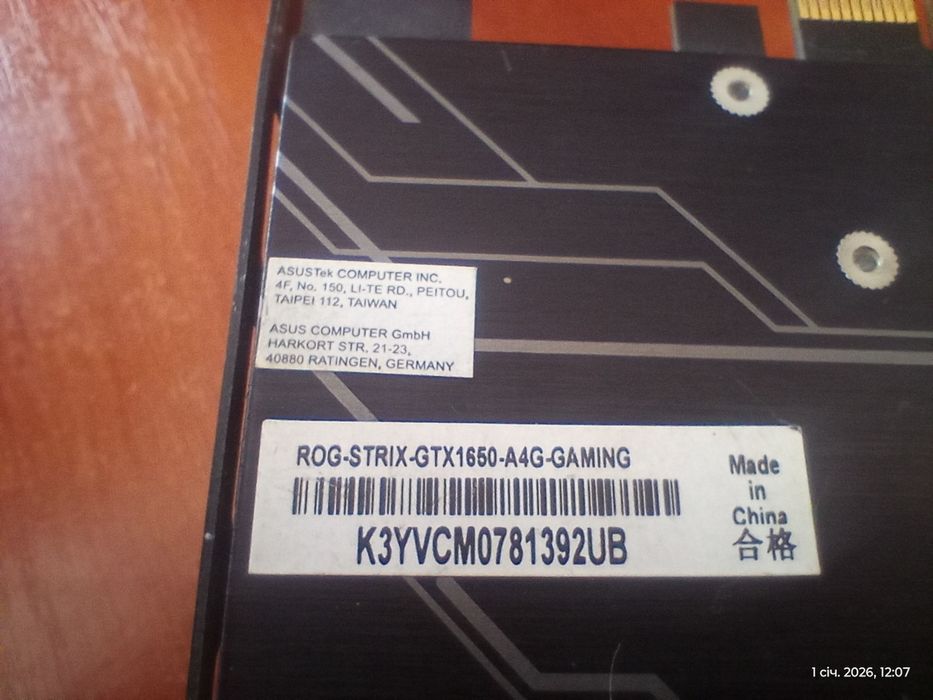 ASUSTek COMPUTER INC.
4F, No. 150, LI-TE RD., PEITOU,
TAIPEI 112, TAIWAN
ASUS COMPUTER GmbH
HARKORT STR. 21-23,
40880 RATINGEN, GERMANY
ROG-STRIX-GTX1650-A4G-GAMING
K3YVCM0781392UB
Made
in
China
合格
1 січ. 2026, 12:07